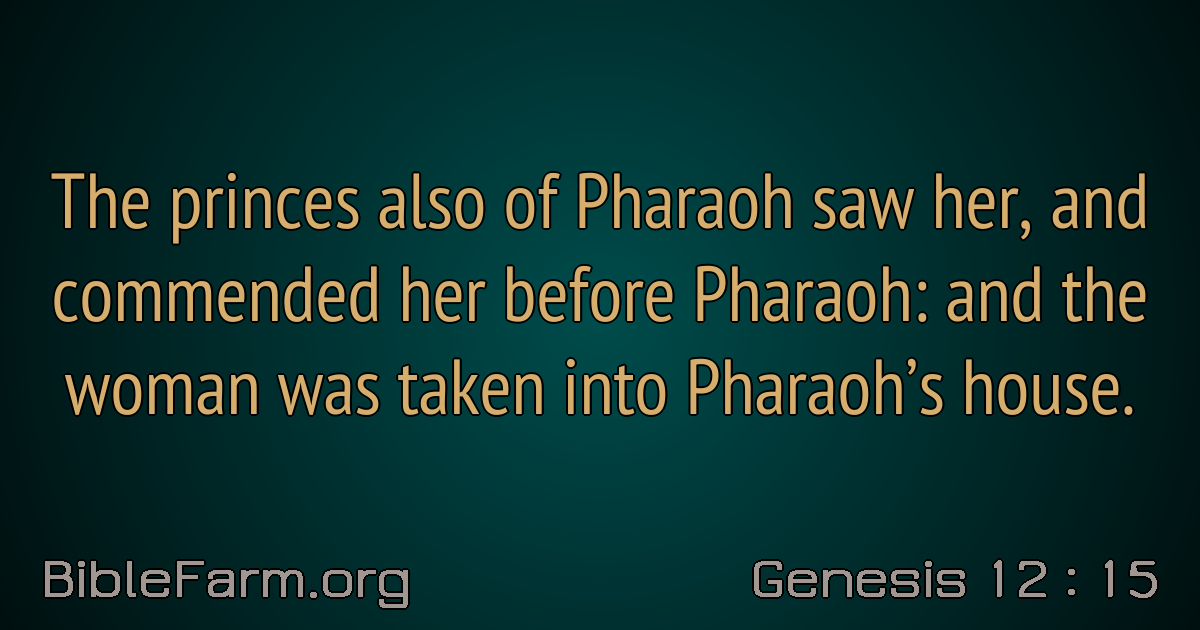 The princes also of Pharaoh saw her, and
commended her before Pharaoh: and the
woman was taken into Pharaoh’s house.
BibleFarm.org
Genesis 12 : 15